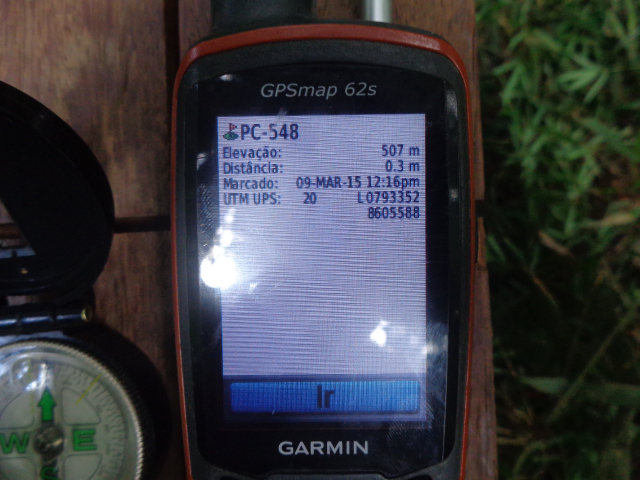 GPSmap 62s
PC-548
Elevação: 507 m
Distância: 0.3 m
Marcado: 09-MAR-15 12:16pm
UTM UPS: 20 L0793352
8605588
Ir
GARMIN
W E
S